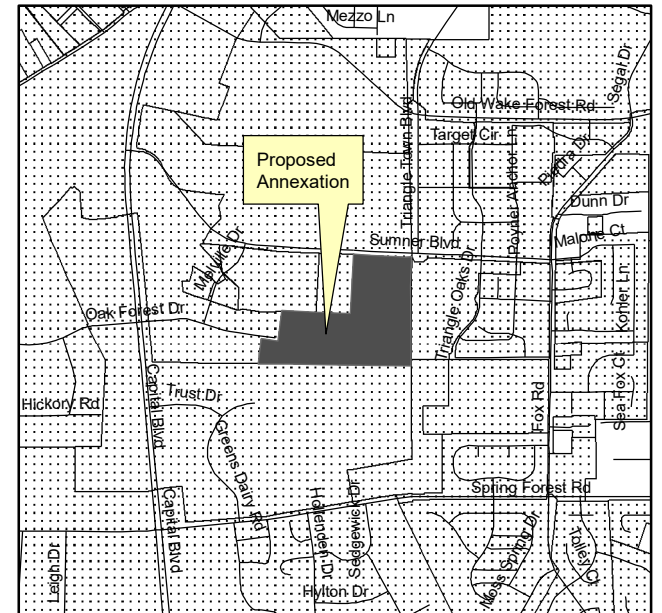 Mezzo Ln
Segal Dr
Old Wake Forest Rd
Triangle Town Blvd
Target Cir
Poyner Anchor Ln
Piedra Dr
Proposed
Annexation
Dunn Dr
Malone Ct
Sumner Blvd
Melville Dr
Triangle Oaks Dr
Kohler Ln
Oak Forest Dr
Capital Blvd
Trust Dr
Hickory Rd
Fox Rd
Sea Fox Ct
Greens Dairy Rd
Spring Forest Rd
Capital Blvd
Hollenden Dr
Sedgewick Dr
Moss Spring Dr
Tolley Ct
Leigh Dr
Hylton Dr